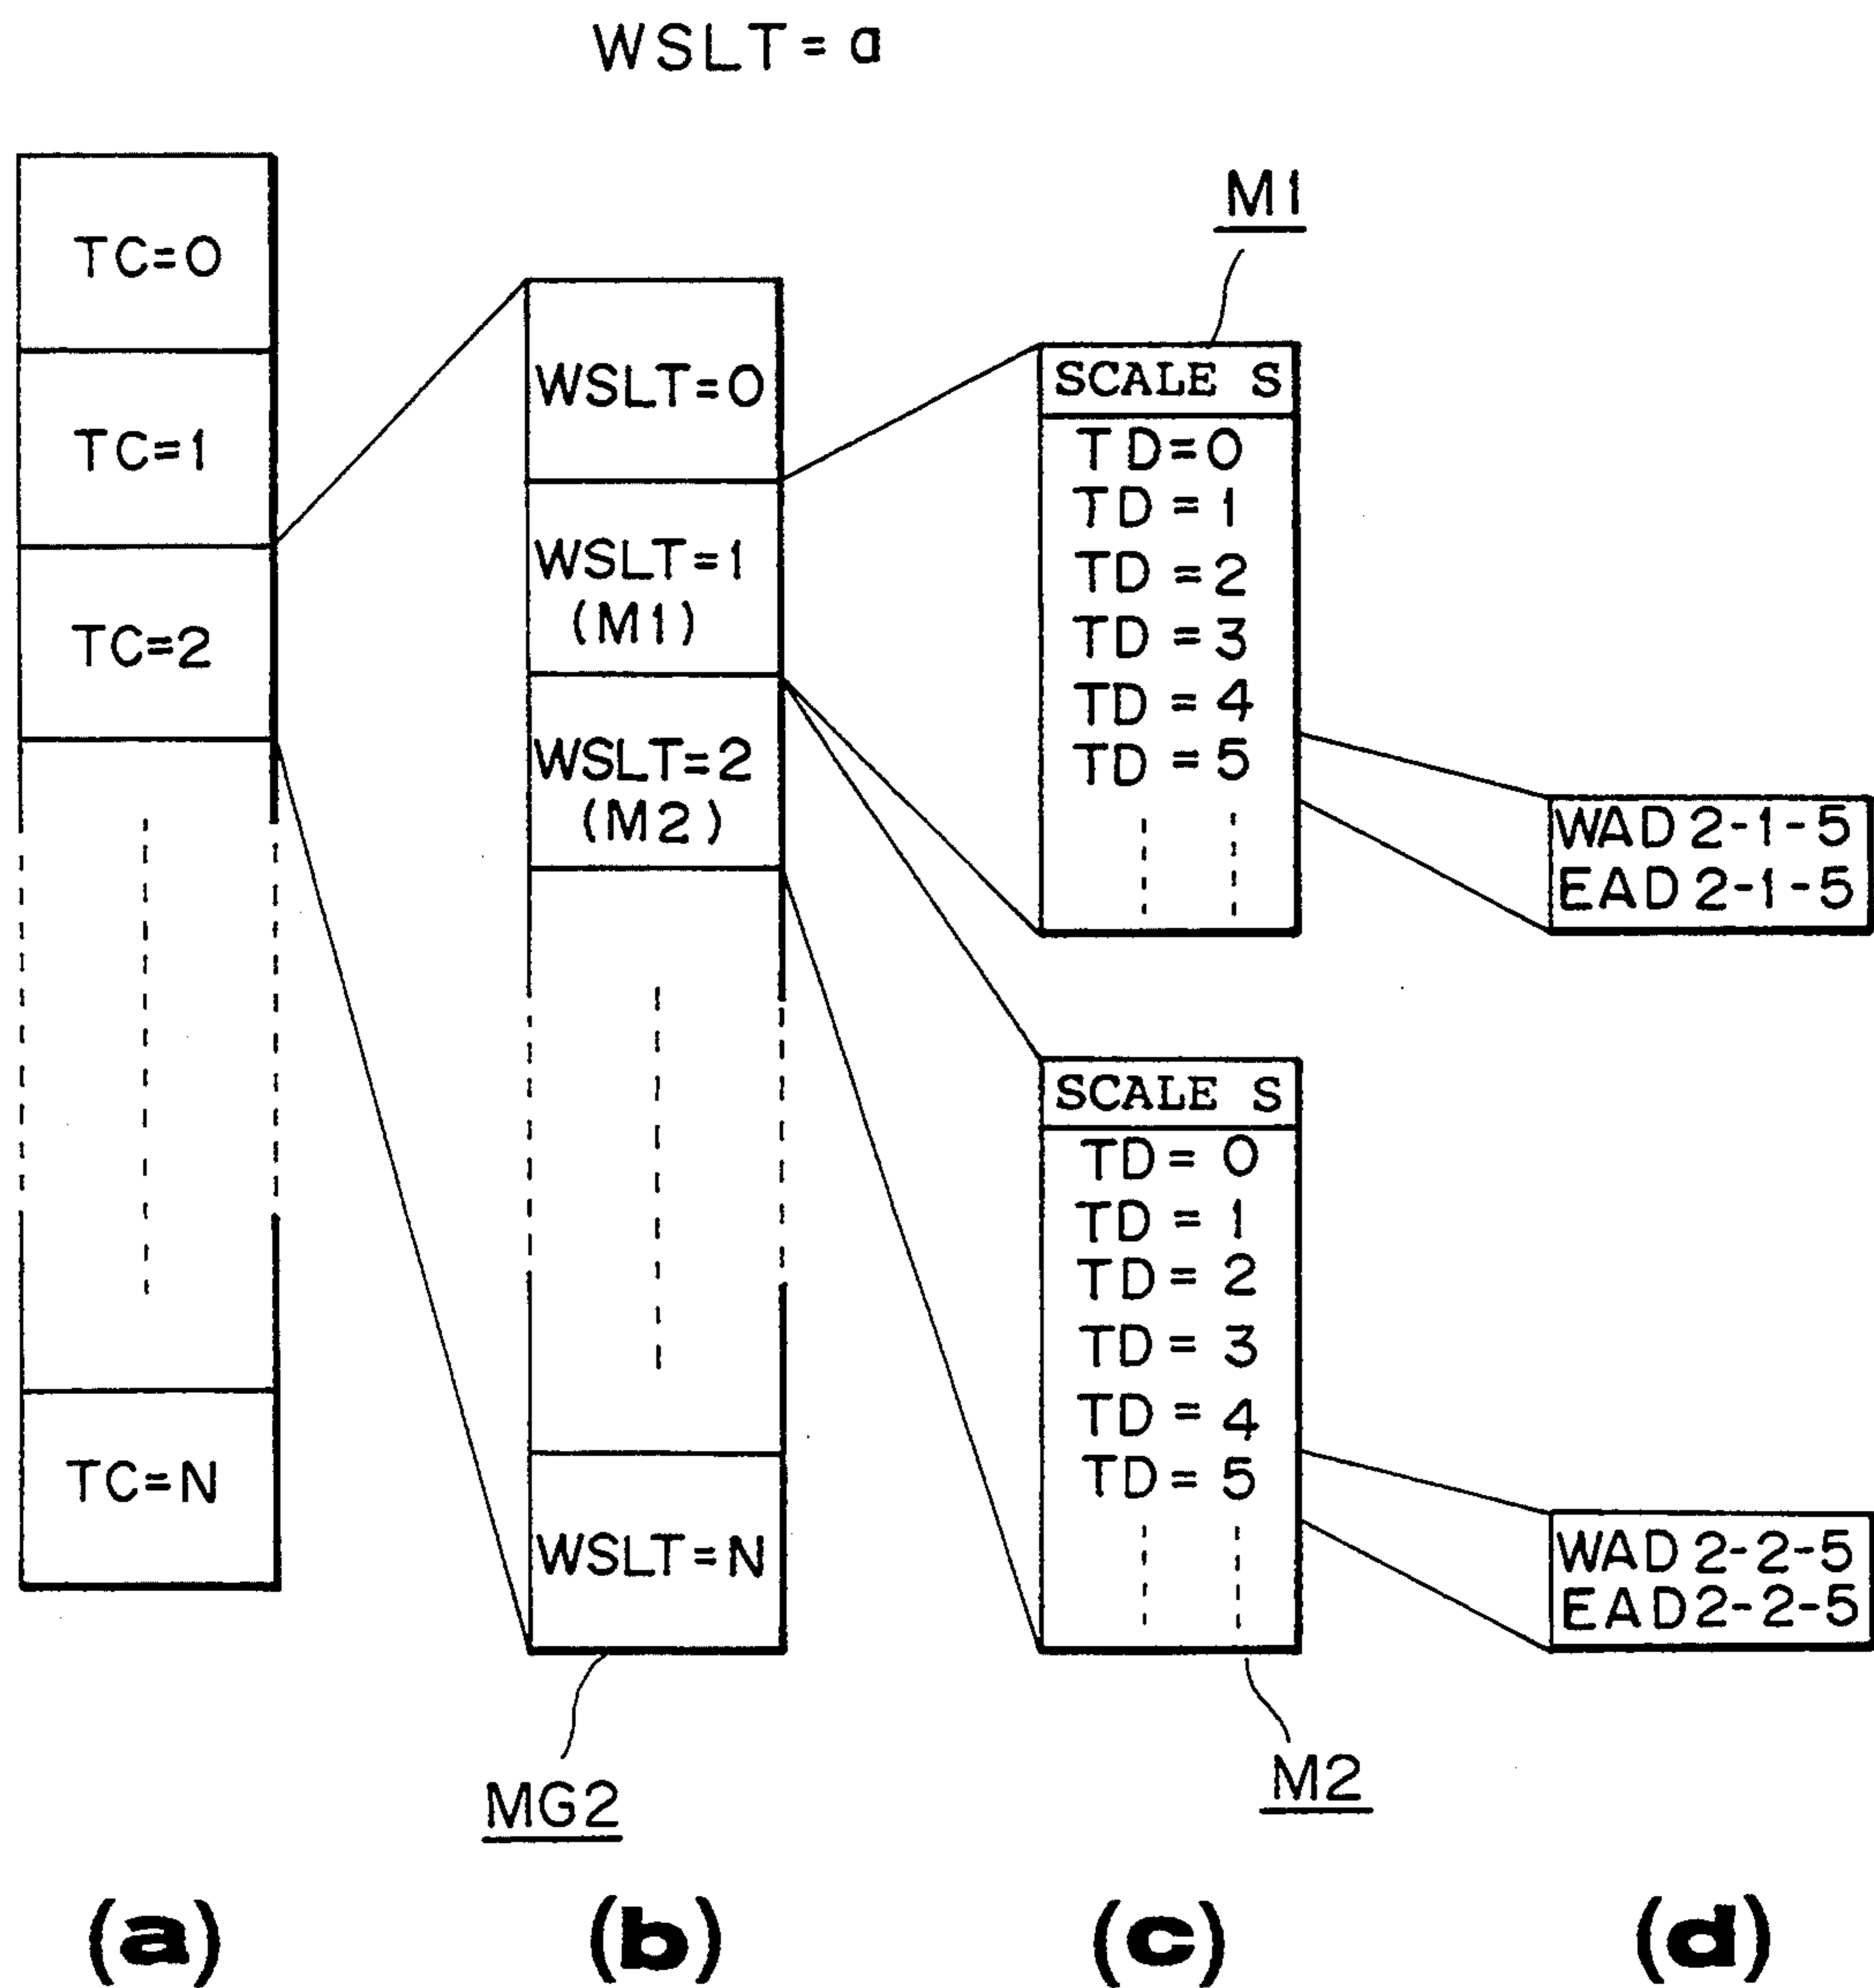 WSLT = a
TC=0
TC=1
TC=2
TC=N
WSLT=0
WSLT=1
(M1)
WSLT=2
(M2)
WSLT=N
MG2
M1
SCALE S
TD=0
TD=1
TD=2
TD=3
TD=4
TD=5
SCALE S
TD=0
TD=1
TD=2
TD=3
TD=4
TD=5
M2
WAD 2-1-5
EAD 2-1-5
WAD 2-2-5
EAD 2-2-5
(a)
(b)
(c)
(d)